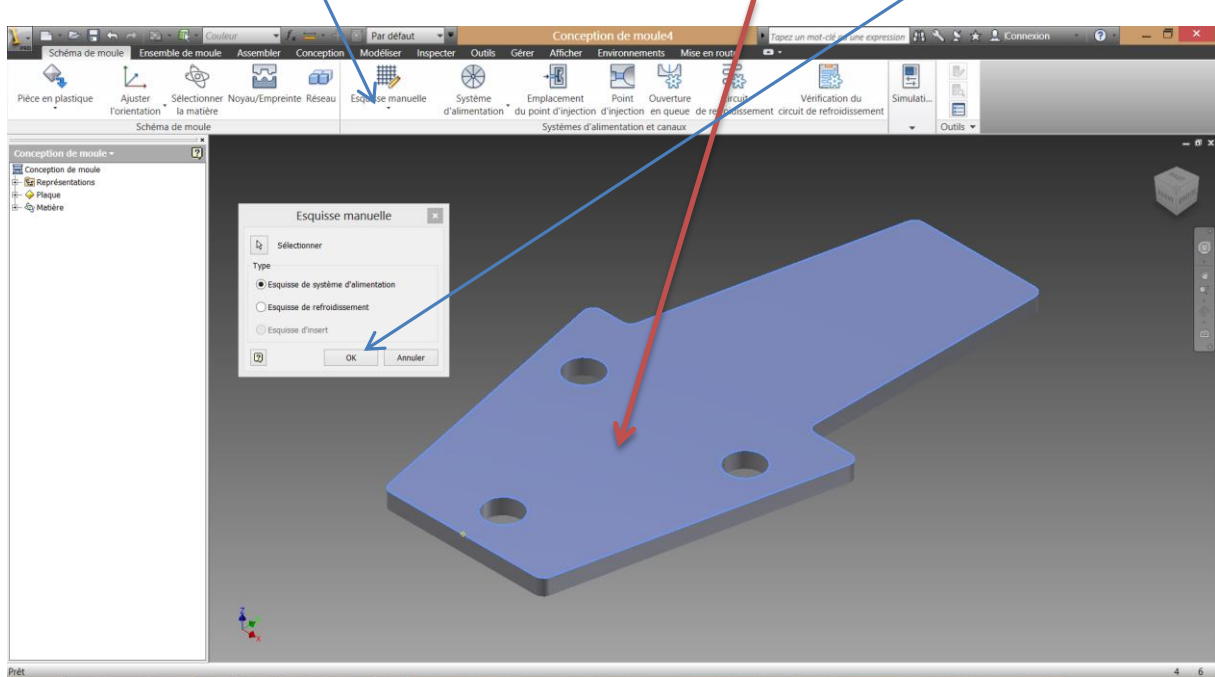 Couleur
Par défaut
Conception de moule4
Tapez un mot-clé ou une expression
Connexion
Schéma de moule Ensemble de moule Assembler Conception Modéliser Inspecter Outils Gérer Afficher Environnements Mise en route
Pièce en plastique
Ajuster
l'orientation
Sélectionner
la matière
Noyau/Empreinte
Réseau
Esquisse manuelle
Système
d'alimentation
Emplacement
du point d'injection
Point
d'injection
Ouverture
en queue
Circuit
de refroidissement
Vérification du
circuit de refroidissement
Simulati...
Schéma de moule
Systèmes d'alimentation et canaux
Outils
Conception de moule
Conception de moule
Représentations
Plaque
Matière
Esquisse manuelle
Sélectionner
Type
Esquisse de système d'alimentation
Esquisse de refroidissement
Esquisse d'insert
OK Annuler
Z
X
Prêt
4 6